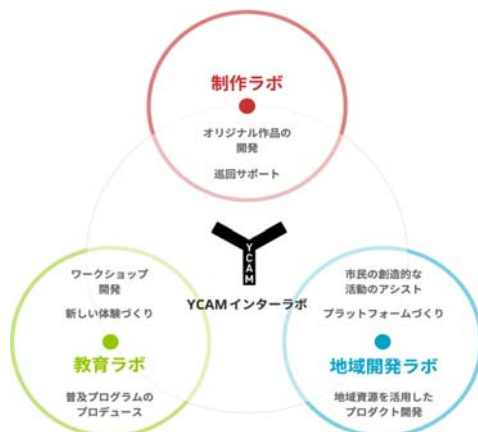 制作ラボ
オリジナル作品の
開発
巡回サポート
YCAM
YCAMインターラボ
ワークショップ
開発
新しい体験づくり
教育ラボ
普及プログラムの
プロデュース
市民の創造的な
活動のアシスト
プラットフォームづくり
地域開発ラボ
地域資源を活用した
プロダクト開発